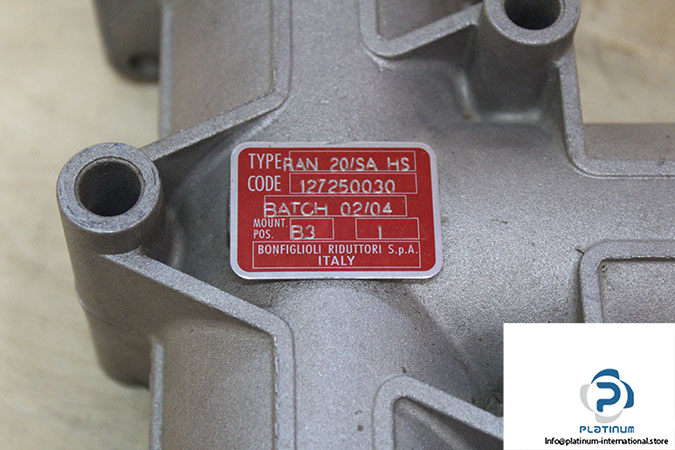 TYPE RAN 20/SA HS
CODE 127250030
BATCH 02/04
MOUNT POS. B3 1
BONFIGLIOLI RIDUTTORI S.p.A.
ITALY
PLATINUM
Info@platinum-international.store